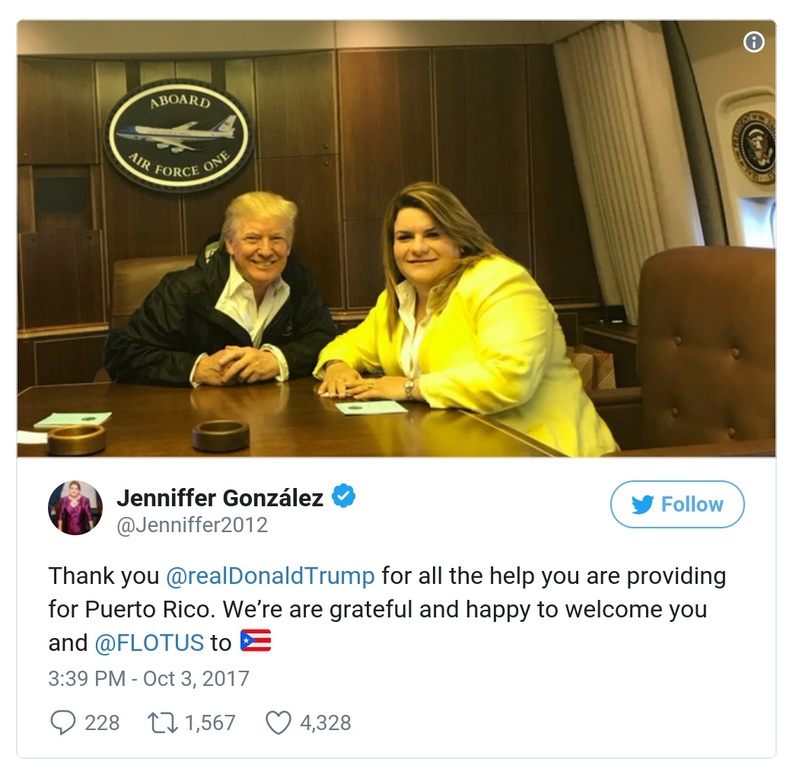 ABOARD
AIR FORCE ONE
Jenniffer González
@Jenniffer2012
Follow
Thank you @realDonaldTrump for all the help you are providing
for Puerto Rico. We’re are grateful and happy to welcome you
and @FLOTUS to 🇵🇷
3:39 PM - Oct 3, 2017
228 1,567 4,328